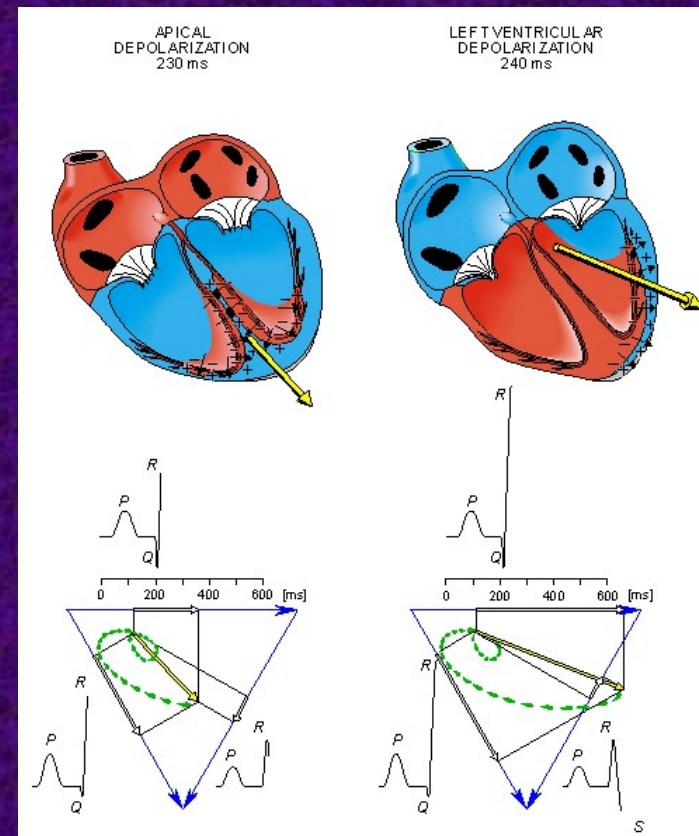 APICAL
DEPOLARIZATION
230 ms
LEFT VENTRICULAR
DEPOLARIZATION
240 ms
R
P
Q
R
P
Q
0 200 400 600 [ms]
0 200 400 600 [ms]
R
P
Q
R
P
R
P
Q
R
P
S